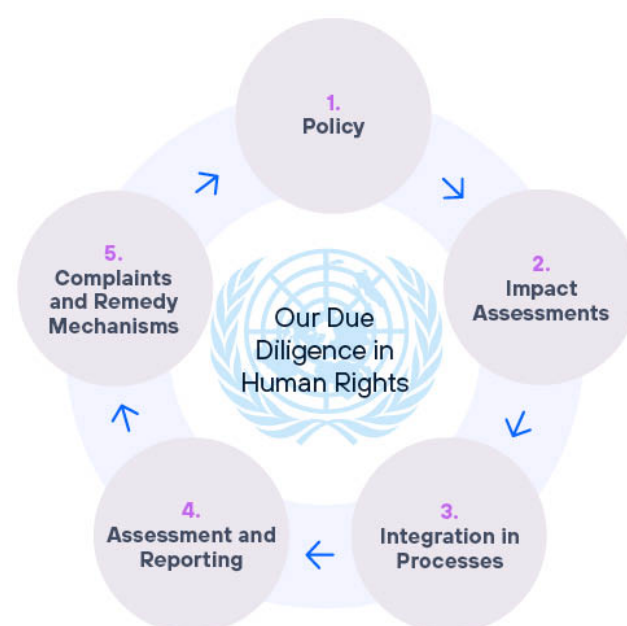 1.
Policy
2.
Impact
Assessments
3.
Integration in
Processes
4.
Assessment and
Reporting
5.
Complaints
and Remedy
Mechanisms
Our Due
Diligence in
Human Rights